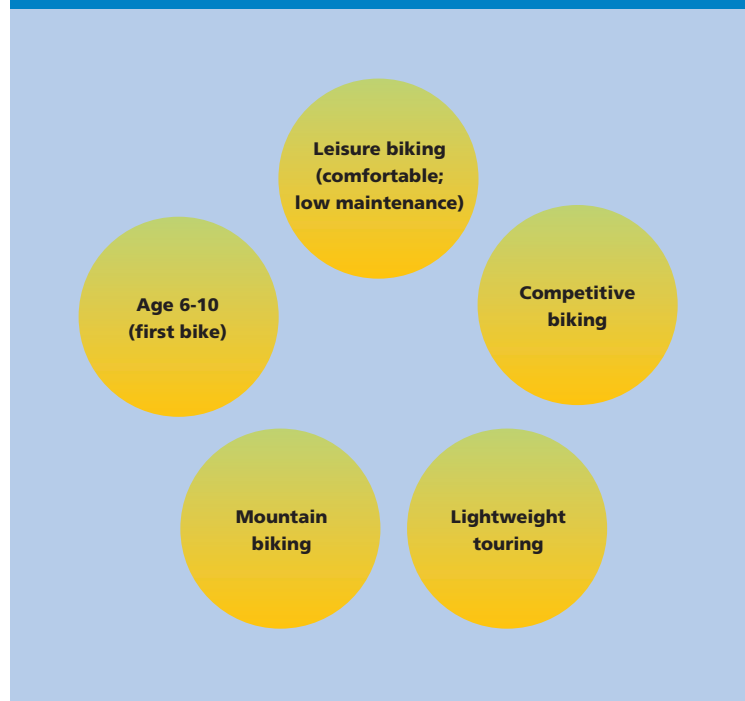 Leisure biking
(comfortable;
low maintenance)
Age 6-10
(first bike)
Competitive
biking
Mountain
biking
Lightweight
touring